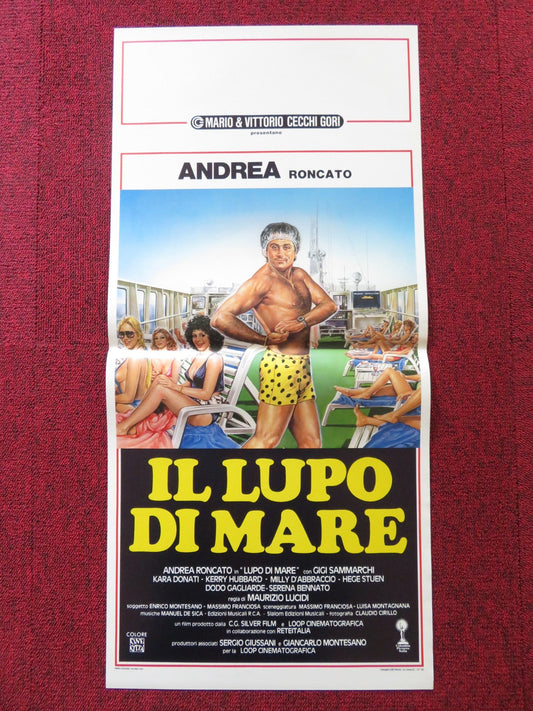 MARIO & VITTORIO CECCHI GORI
presentano
ANDREA RONCATO
IL LUPO
DI MARE
ANDREA RONCATO in "LUPO DI MARE" con GIGI SAMMARCHI
KARA DONATI - KERRY HUBBARD - MILLY D'ABBRACCIO - HEGE STUEN
DODO GAGLIARDE - SERENA BENNATO
regia di MAURIZIO LUCIDI
soggetto ENRICO MONTESANO - MASSIMO FRANCIOSA sceneggiatura MASSIMO FRANCIOSA - LUISA MONTAGNANA
musiche MANUEL DE SICA - Edizioni Musicali R.C.A. - Slalom Edizioni Musicali - fotografia CLAUDIO CIRILLO
un film prodotto dalla C.G. SILVER FILM e LOOP CINEMATOGRAFICA
in collaborazione con RETEITALIA
produttori associati SERGIO GIUSSANI e GIANCARLO MONTESANO
per la LOOP CINEMATOGRAFICA
COLORE